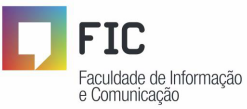 FIC
Faculdade de Informação
e Comunicação